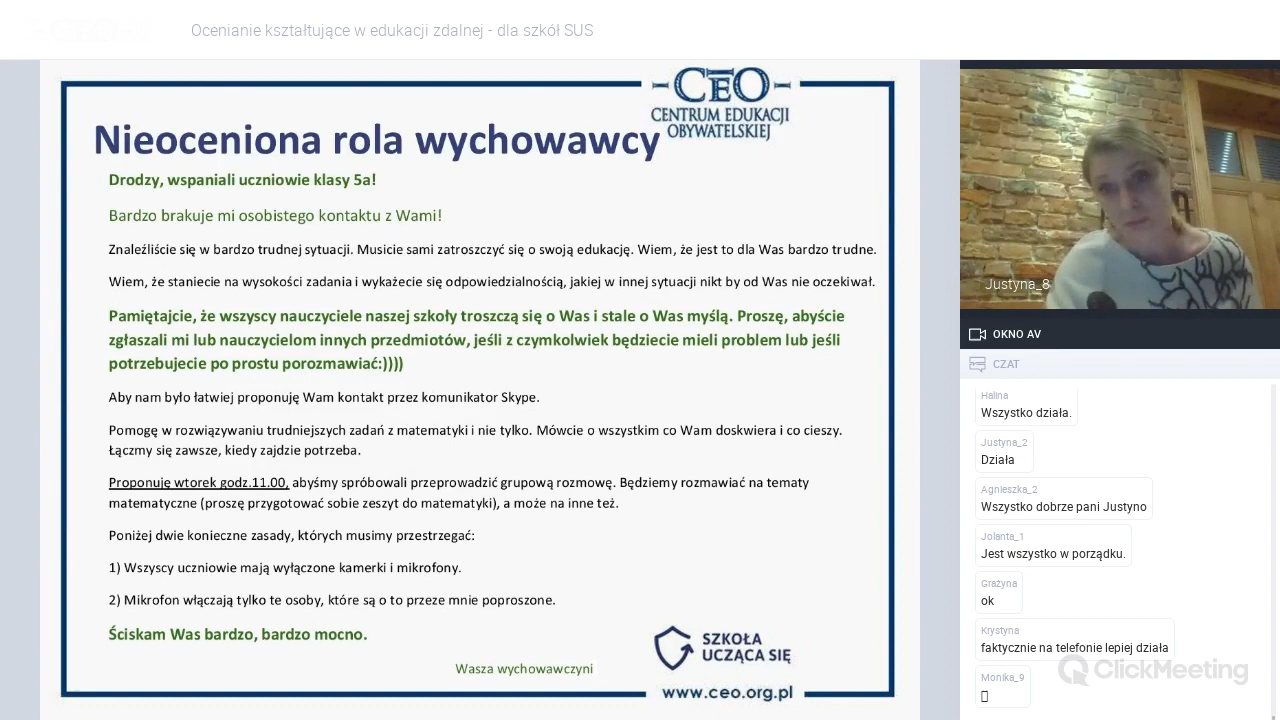 Ocenianie kształtujące w edukacji zdalnej - dla szkół SUS
CEO
CENTRUM EDUKACJI
OBYWATELSKIEJ
Nieoceniona rola wychowawcy
Drodzy, wspaniali uczniowie klasy 5a!
Bardzo brakuje mi osobistego kontaktu z Wami!
Znaleźliście się w bardzo trudnej sytuacji. Musicie sami zatroszczyć się o swoją edukację. Wiem, że jest to dla Was bardzo trudne.
Wiem, że staniecie na wysokości zadania i wykażecie się odpowiedzialnością, jakiej w innej sytuacji nikt by od Was nie oczekiwał.
Pamiętajcie, że wszyscy nauczyciele naszej szkoły troszczą się o Was i stale o Was myślą. Proszę, abyście
zgłaszali mi lub nauczycielom innych przedmiotów, jeśli z czymkolwiek będziecie mieli problem lub jeśli
potrzebujecie po prostu porozmawiać:))))
Aby nam było łatwiej proponuję Wam kontakt przez komunikator Skype.
Pomogę w rozwiązywaniu trudniejszych zadań z matematyki i nie tylko. Mówcie o wszystkim co Wam doskwiera i co cieszy.
Łączmy się zawsze, kiedy zajdzie potrzeba.
Proponuję wtorek godz.11.00, abyśmy spróbowali przeprowadzić grupową rozmowę. Będziemy rozmawiać na tematy
matematyczne (proszę przygotować sobie zeszyt do matematyki), a może na inne też.
Poniżej dwie konieczne zasady, których musimy przestrzegać:
1) Wszyscy uczniowie mają wyłączone kamerki i mikrofony.
2) Mikrofon włączają tylko te osoby, które są o to przeze mnie poproszone.
Ściskam Was bardzo, bardzo mocno.
Wasza wychowawczyni
SZKOŁA
UCZĄCA SIĘ
www.ceo.org.pl
Justyna_8
OKNO AV
CZAT
Halina
Wszystko działa.
Justyna_2
Działa
Agnieszka_2
Wszystko dobrze pani Justyno
Jolanta_1
Jest wszystko w porządku.
Grażyna
ok
Krystyna
faktycznie na telefonie lepiej działa
Monika_9
ClickMeeting